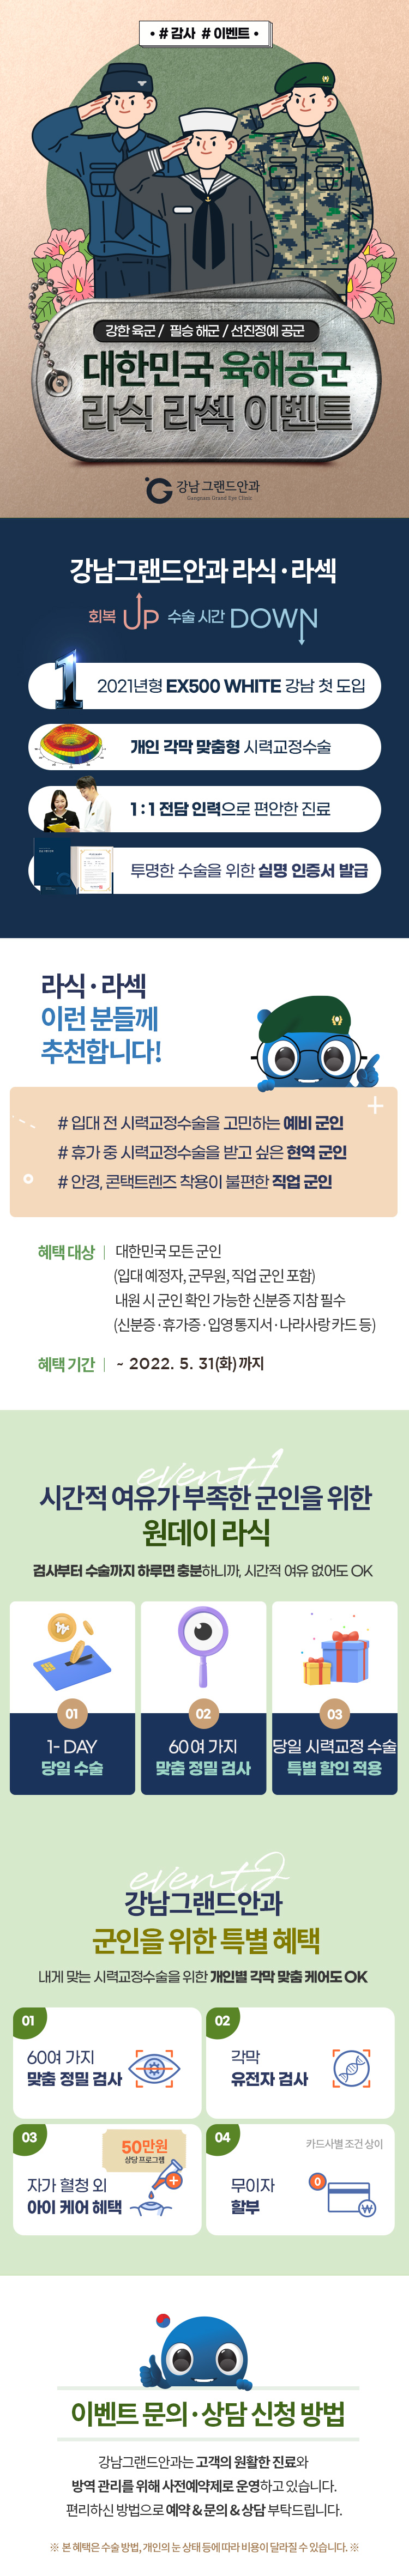 • # 감사 # 이벤트 •
강한 육군 / 필승 해군 / 선진정예 공군
대한민국 육해공군
라식 라섹 이벤트
강남 그랜드안과
Gangnam Grand Eye Clinic
강남그랜드안과 라식 · 라섹
회복 UP 수술 시간 DOWN
1 2021년형 EX500 WHITE 강남 첫 도입
개인 각막 맞춤형 시력교정수술
1 : 1 전담 인력으로 편안한 진료
투명한 수술을 위한 실명 인증서 발급
라식 · 라섹
이런 분들께
추천합니다!
# 입대 전 시력교정수술을 고민하는 예비 군인
# 휴가 중 시력교정수술을 받고 싶은 현역 군인
# 안경, 콘택트렌즈 착용이 불편한 직업 군인
혜택 대상 | 대한민국 모든 군인
(입대 예정자, 군무원, 직업 군인 포함)
내원 시 군인 확인 가능한 신분증 지참 필수
(신분증 · 휴가증 · 입영 통지서 · 나라사랑 카드 등)
혜택 기간 | ~ 2022. 5. 31(화) 까지
event 1
시간적 여유가 부족한 군인을 위한
원데이 라식
검사부터 수술까지 하루면 충분하니까, 시간적 여유 없어도 OK
01
1- DAY
당일 수술
02
60여 가지
맞춤 정밀 검사
03
당일 시력교정 수술
특별 할인 적용
event 2
강남그랜드안과
군인을 위한 특별 혜택
내게 맞는 시력교정수술을 위한 개인별 각막 맞춤 케어도 OK
01
60여 가지
맞춤 정밀 검사
02
각막
유전자 검사
03
50만원
상당 프로그램
자가 혈청 외
아이 케어 혜택
04
카드사별 조건 상이
무이자
할부
0
₩
이벤트 문의 · 상담 신청 방법
강남그랜드안과는 고객의 원활한 진료와
방역 관리를 위해 사전예약제로 운영하고 있습니다.
편리하신 방법으로 예약 & 문의 & 상담 부탁드립니다.
※ 본 혜택은 수술 방법, 개인의 눈 상태 등에 따라 비용이 달라질 수 있습니다. ※